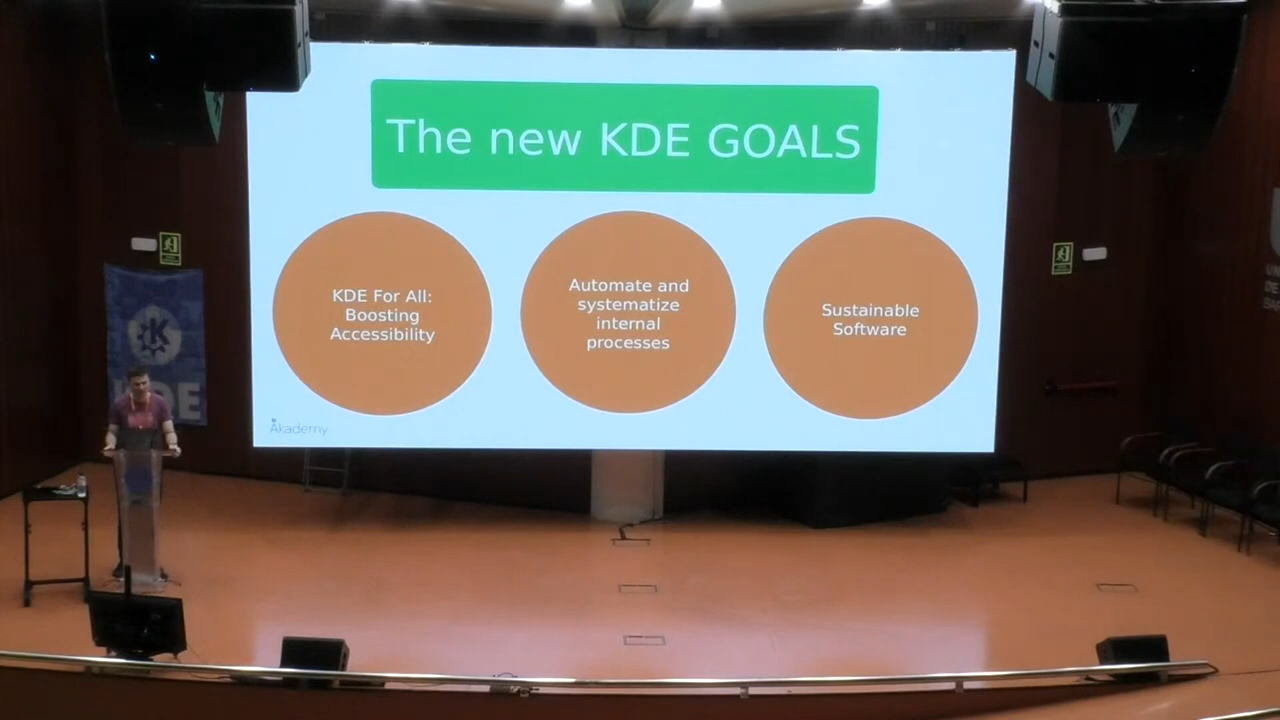 The new KDE GOALS
KDE For All:
Boosting
Accessibility
Automate and
systematize
internal
processes
Sustainable
Software
Akademy
KDE